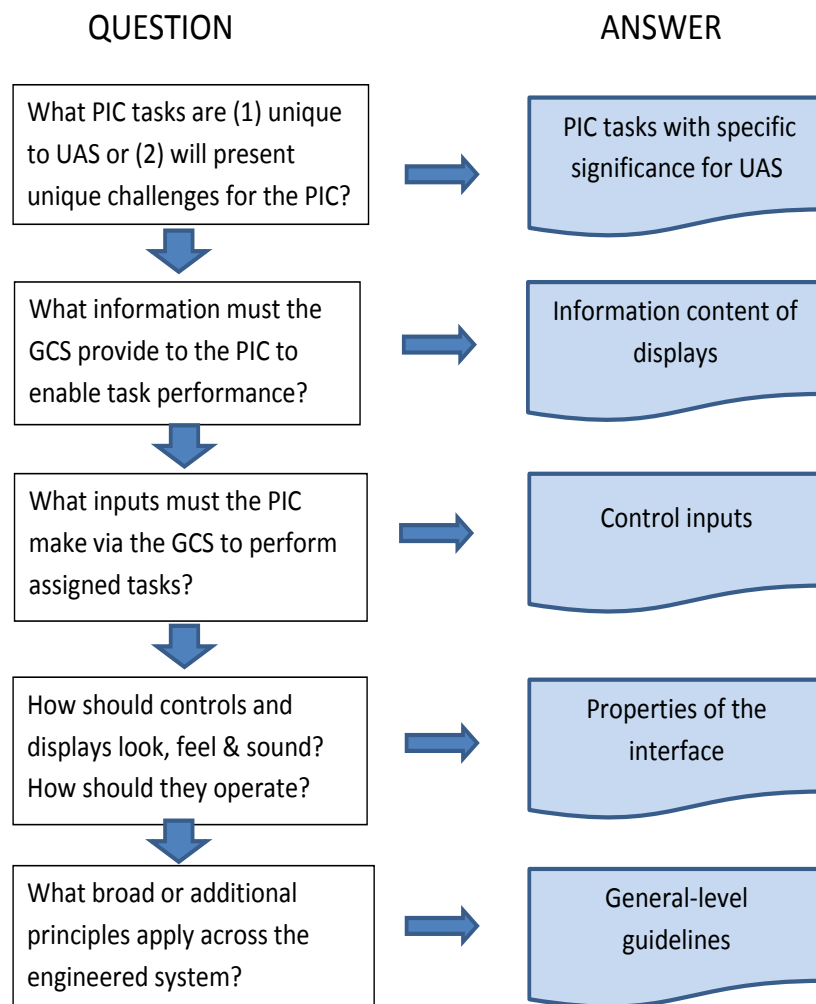 QUESTION
ANSWER
What PIC tasks are (1) unique
to UAS or (2) will present
unique challenges for the PIC?
PIC tasks with specific
significance for UAS
What information must the
GCS provide to the PIC to
enable task performance?
Information content of
displays
What inputs must the PIC
make via the GCS to perform
assigned tasks?
Control inputs
How should controls and
displays look, feel & sound?
How should they operate?
Properties of the
interface
What broad or additional
principles apply across the
engineered system?
General-level
guidelines